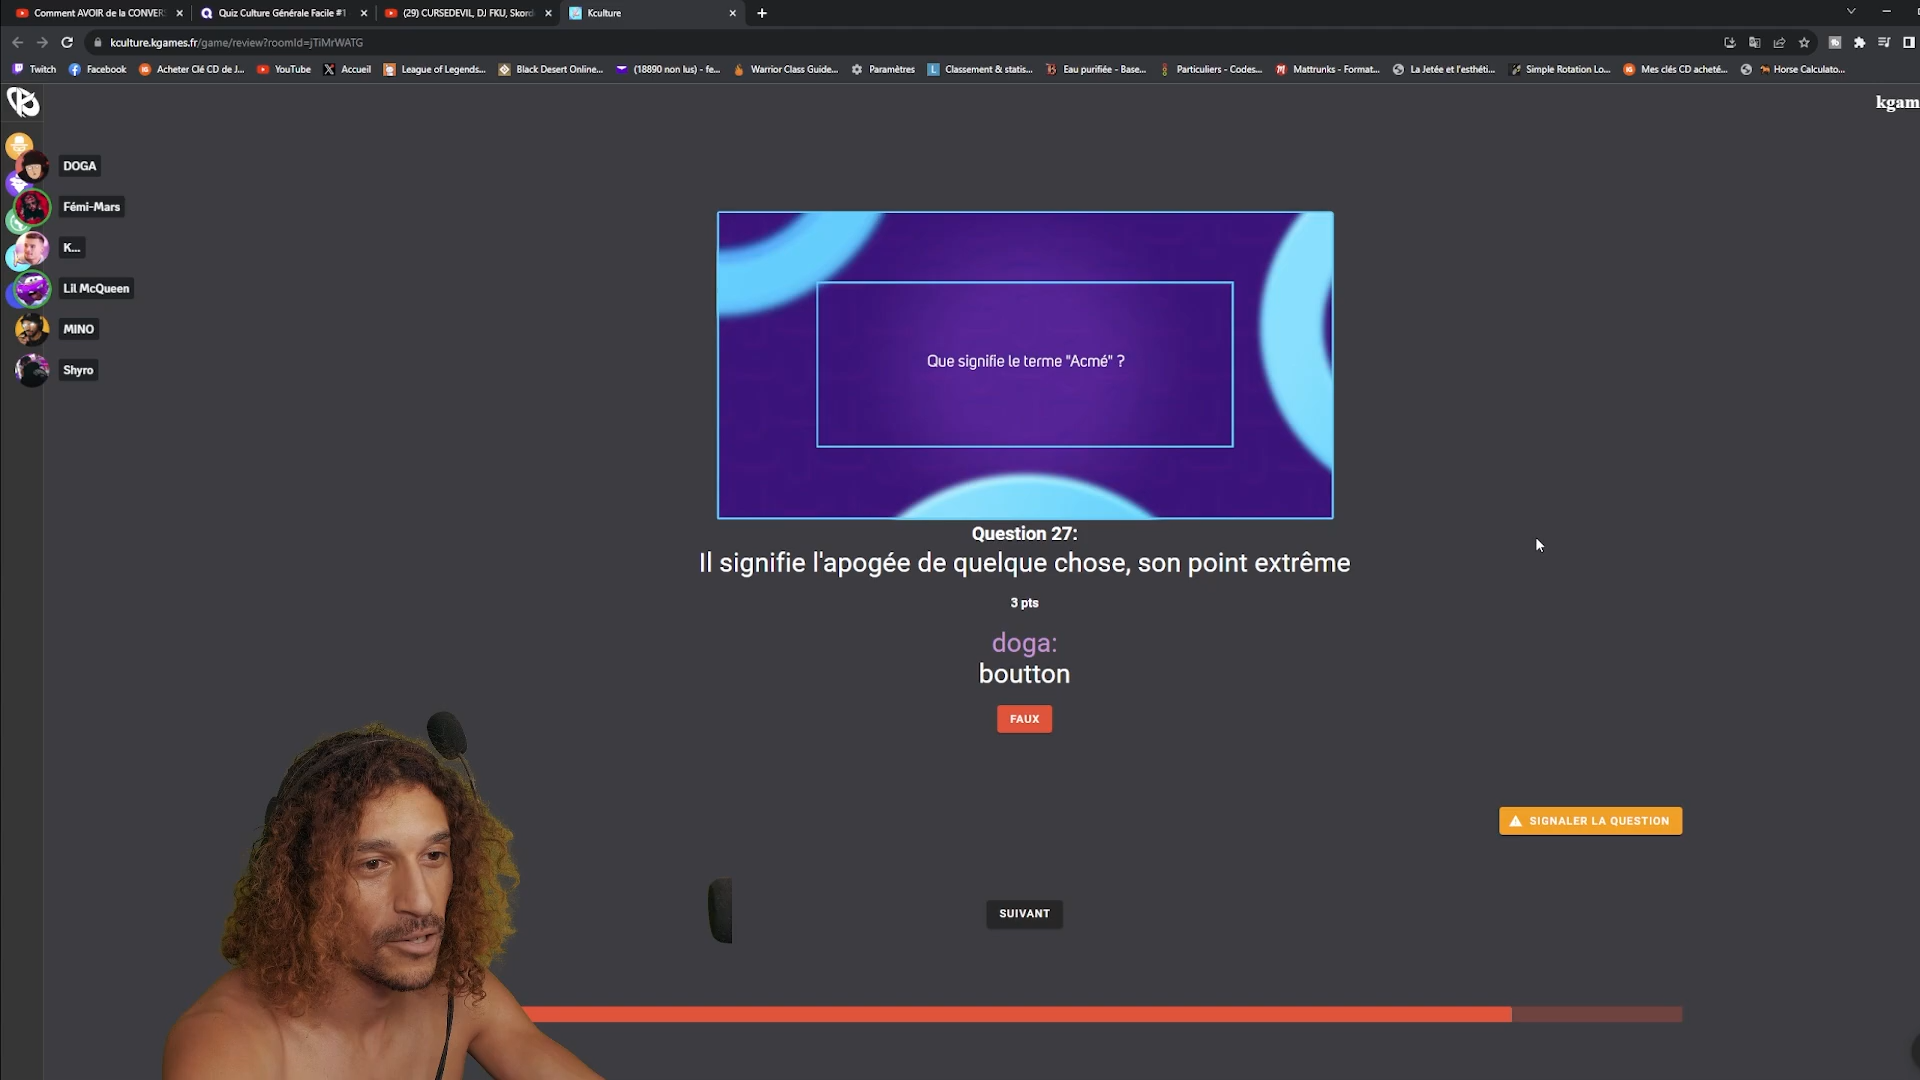 Comment AVOIR de la CONVER
Quiz Culture Générale Facile #1
(29) CURSEDEVIL, DJ FKU, Skord
Kculture
kculture.kgames.fr/game/review?roomId=jTiMrWATG
Twitch
Facebook
Acheter Clé CD de J...
YouTube
Accueil
League of Legends...
Black Desert Online...
(18890 non lus) - fe...
Warrior Class Guide...
Paramètres
Classement & statis...
Eau purifiée - Base...
Particuliers - Codes...
Mattrunks - Format...
La Jetée et l'esthéti...
Simple Rotation Lo...
Mes clés CD acheté...
Horse Calculato...
kgam
DOGA
Fémi-Mars
K...
Lil McQueen
MINO
Shyro
Que signifie le terme "Acmé" ?
Question 27:
Il signifie l'apogée de quelque chose, son point extrême
3 pts
doga:
boutton
FAUX
SIGNALER LA QUESTION
SUIVANT